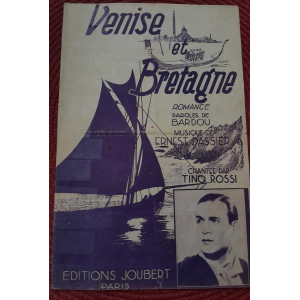 Venise
et
Bretagne
ROMANCE
PAROLES DE
BARDOU
MUSIQUE DE
ERNEST DASSIER
CHANTÉE PAR
TINO ROSSI
EDITIONS JOUBERT
PARIS